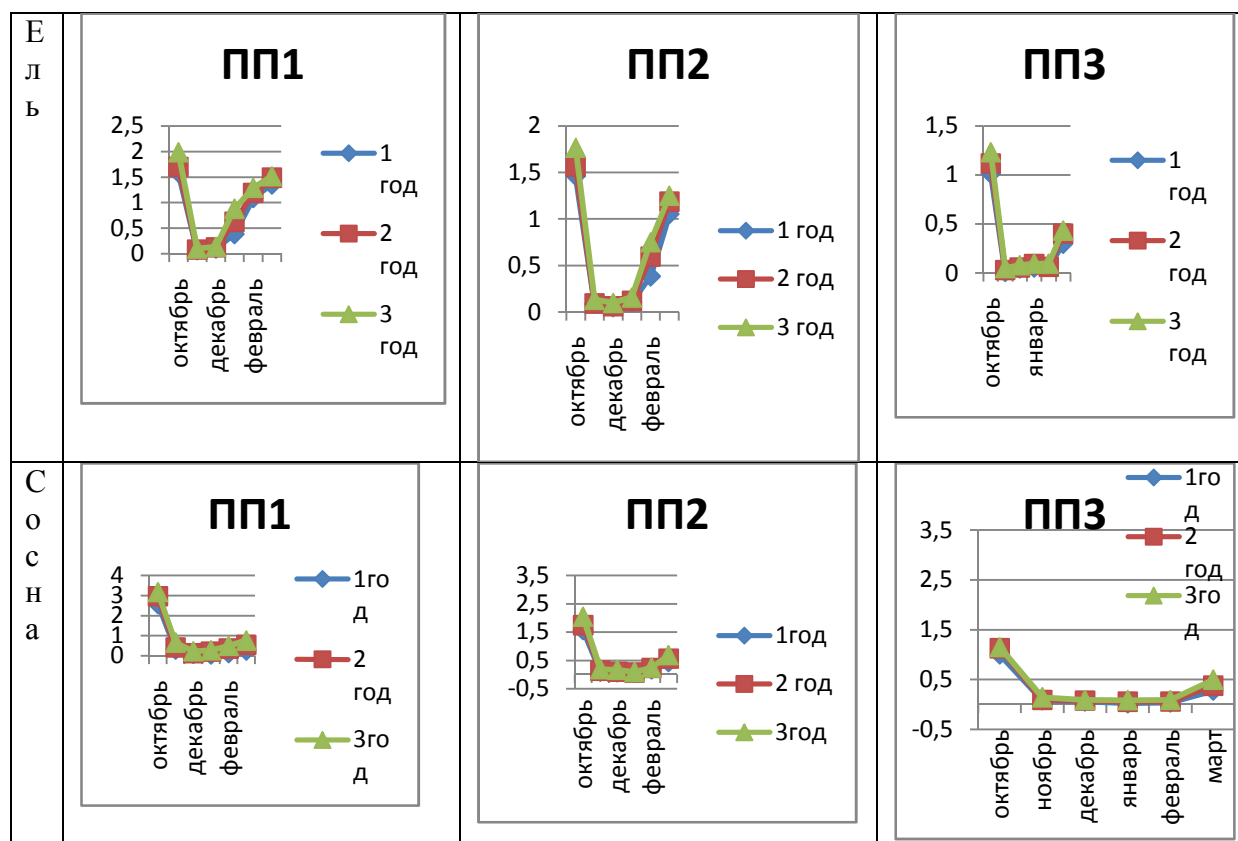 Е
л
ь
ПП1
2,5
2
1,5
1
0,5
0
октябрь
декабрь
февраль
1
год
2
год
3
год
ПП2
2
1,5
1
0,5
0
октябрь
декабрь
февраль
1 год
2 год
3 год
ПП3
1,5
1
0,5
0
октябрь
январь
1
год
2
год
3
год
С
о
с
н
а
ПП1
4
3
2
1
0
октябрь
декабрь
февраль
1го
д
2
год
3го
д
ПП2
3,5
2,5
1,5
0,5
-0,5
октябрь
декабрь
февраль
1год
2 год
3год
ПП3
3,5
2,5
1,5
0,5
-0,5
октябрь
ноябрь
декабрь
январь
февраль
март
1го
д
2
год
3го
д